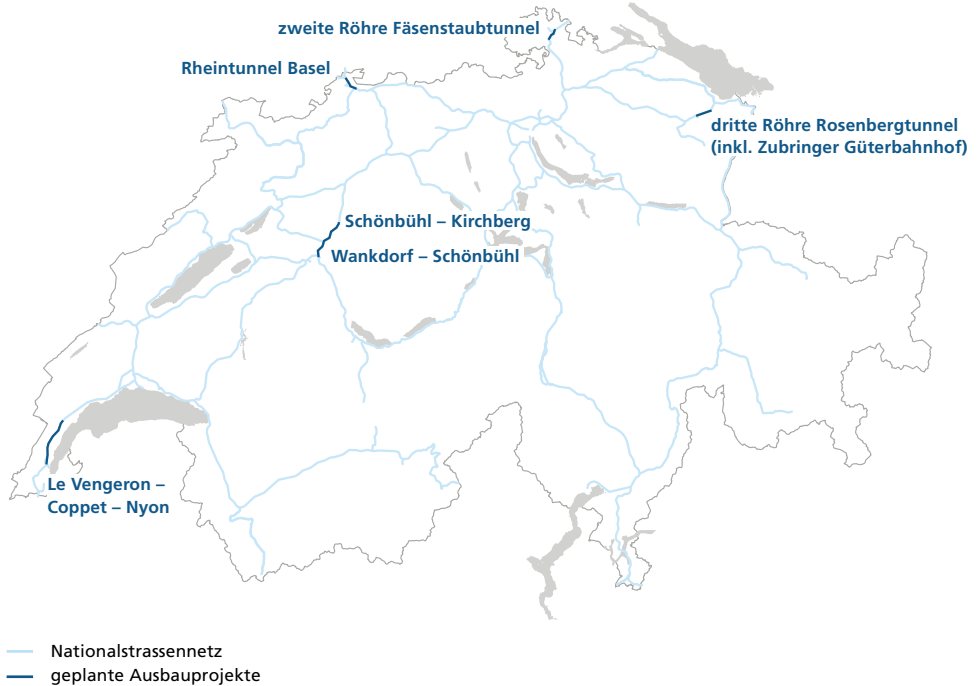 zweite Röhre Fäsenstaubtunnel
Rheintunnel Basel
dritte Röhre Rosenbergtunnel
(inkl. Zubringer Güterbahnhof)
Schönbühl – Kirchberg
Wankdorf – Schönbühl
Le Vengeron –
Coppet – Nyon
Nationalstrassennetz
geplante Ausbauprojekte